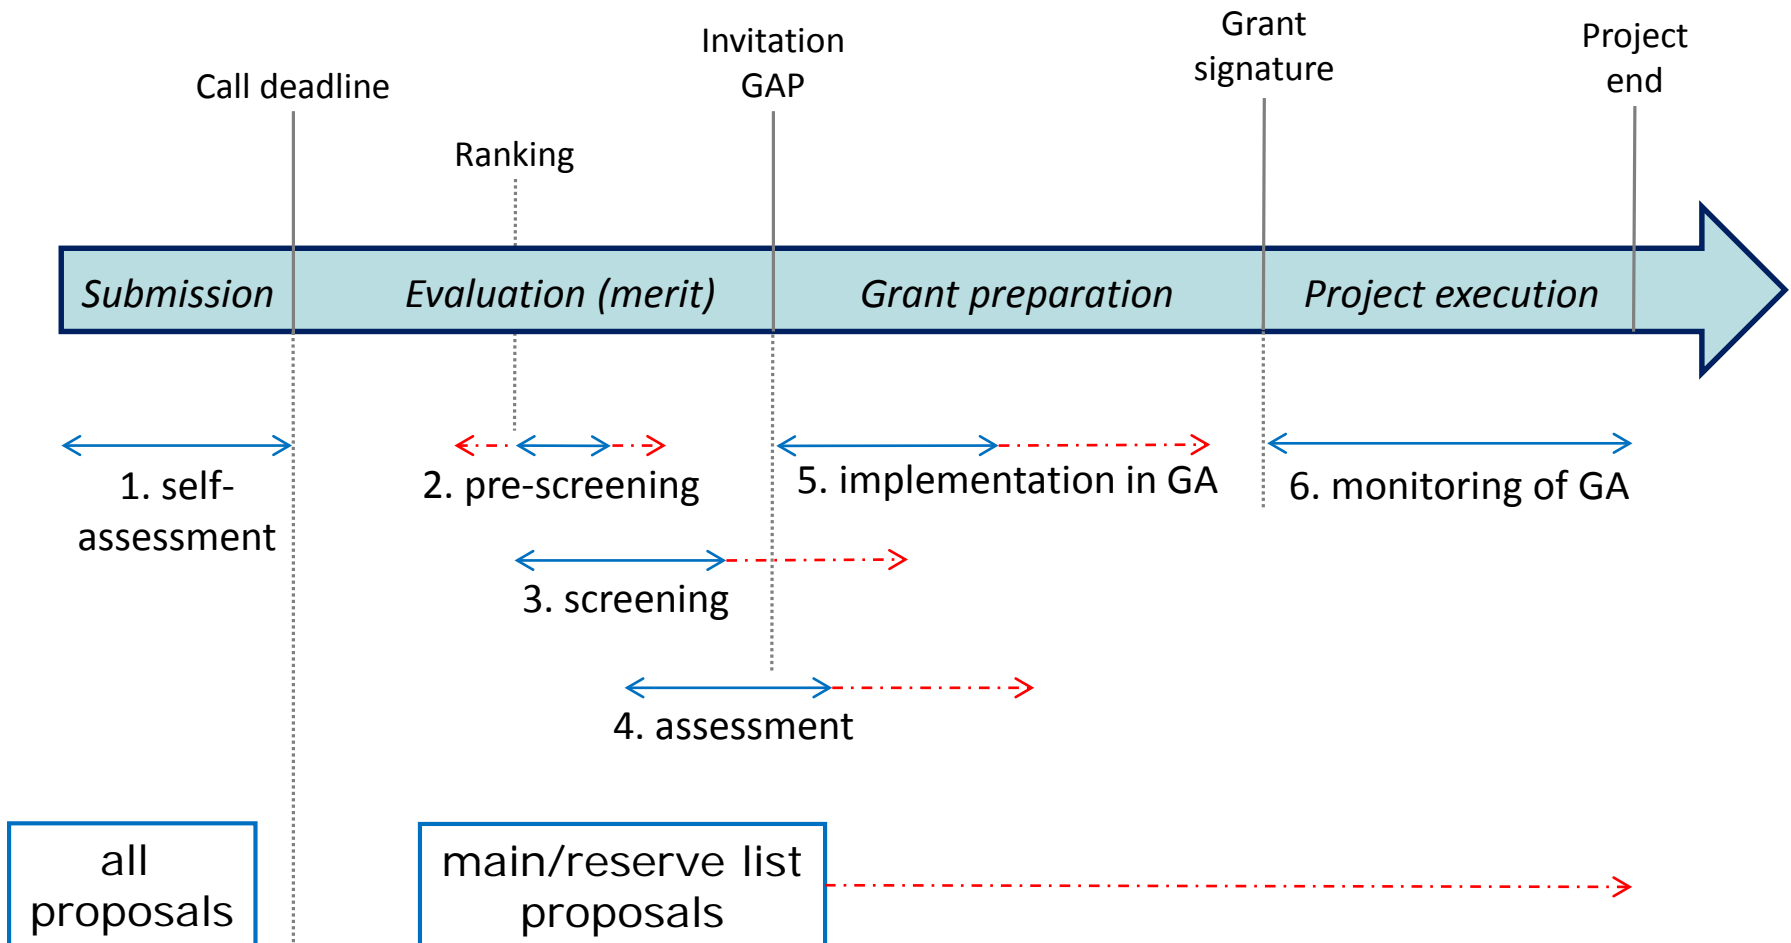 Call deadline
Ranking
Invitation
GAP
Grant
signature
Project
end
Submission
Evaluation (merit)
Grant preparation
Project execution
1. self-
assessment
2. pre-screening
5. implementation in GA
6. monitoring of GA
3. screening
4. assessment
all
proposals
main/reserve list
proposals